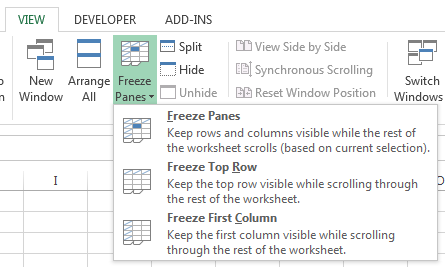 VIEW DEVELOPER ADD-INS
New Window
Arrange All
Freeze Panes
Split
Hide
Unhide
View Side by Side
Synchronous Scrolling
Reset Window Position
Switch Windows
Freeze Panes
Keep rows and columns visible while the rest of
the worksheet scrolls (based on current selection).
Freeze Top Row
Keep the top row visible while scrolling through
the rest of the worksheet.
Freeze First Column
Keep the first column visible while scrolling
through the rest of the worksheet.
I